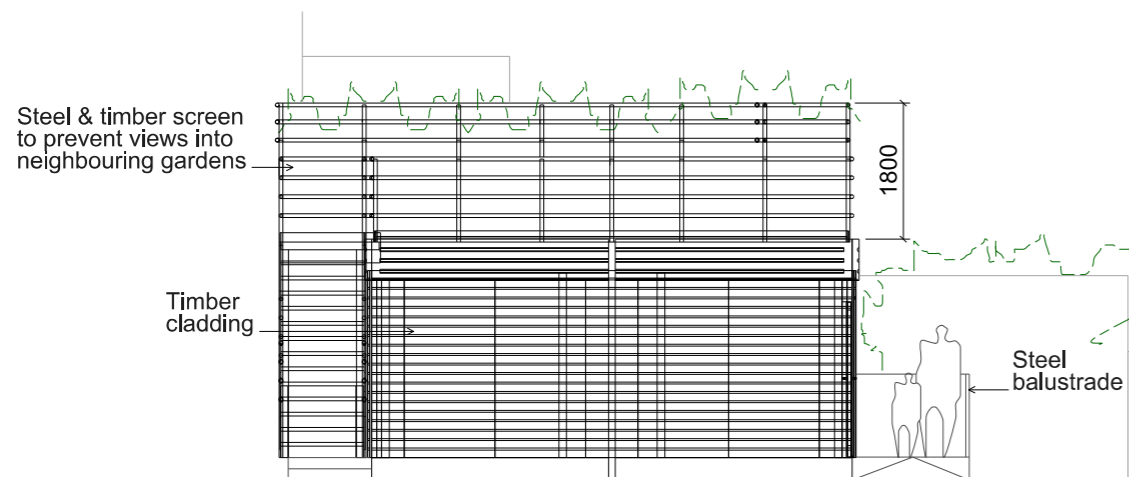 Steel & timber screen
to prevent views into
neighbouring gardens
1800
Timber
cladding
Steel
balustrade